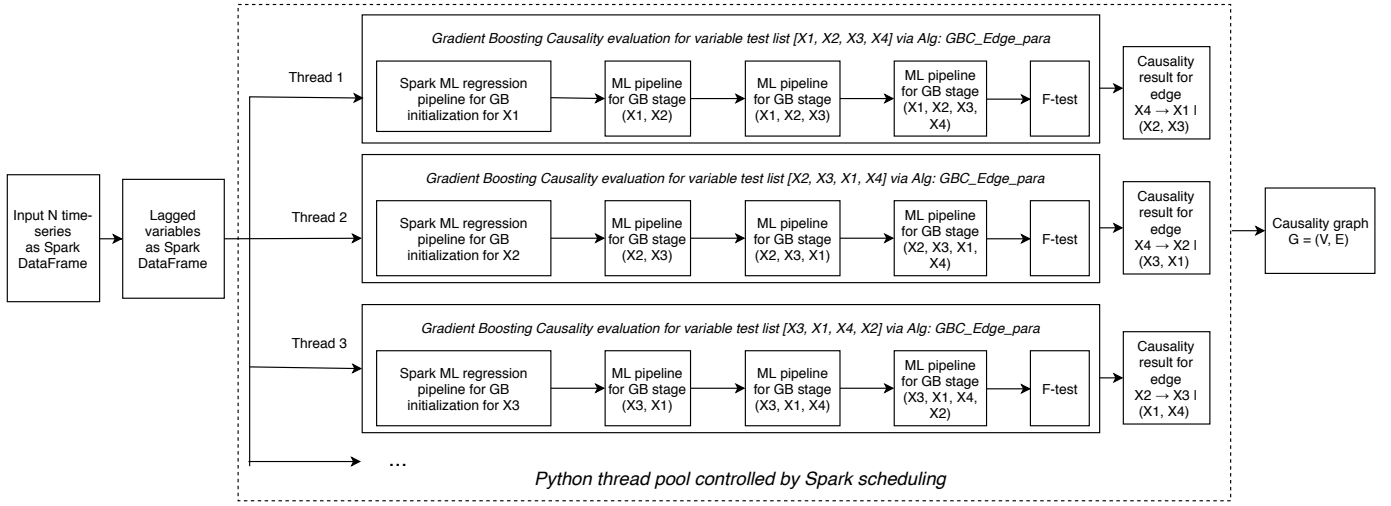 Input N time-
series
as Spark
DataFrame
Lagged
variables
as Spark
DataFrame
Thread 1
Gradient Boosting Causality evaluation for variable test list [X1, X2, X3, X4] via Alg: GBC_Edge_para
Spark ML regression
pipeline for GB
initialization for X1
ML pipeline
for GB stage
(X1, X2)
ML pipeline
for GB stage
(X1, X2, X3)
ML pipeline
for GB stage
(X1, X2, X3,
X4)
F-test
Causality
result for
edge
X4 → X1 |
(X2, X3)
Thread 2
Gradient Boosting Causality evaluation for variable test list [X2, X3, X1, X4] via Alg: GBC_Edge_para
Spark ML regression
pipeline for GB
initialization for X2
ML pipeline
for GB stage
(X2, X3)
ML pipeline
for GB stage
(X2, X3, X1)
ML pipeline
for GB stage
(X2, X3, X1,
X4)
F-test
Causality
result for
edge
X4 → X2 |
(X3, X1)
Thread 3
Gradient Boosting Causality evaluation for variable test list [X3, X1, X4, X2] via Alg: GBC_Edge_para
Spark ML regression
pipeline for GB
initialization for X3
ML pipeline
for GB stage
(X3, X1)
ML pipeline
for GB stage
(X3, X1, X4)
ML pipeline
for GB stage
(X3, X1, X4,
X2)
F-test
Causality
result for
edge
X2 → X3 |
(X1, X4)
...
Python thread pool controlled by Spark scheduling
Causality graph
G = (V, E)